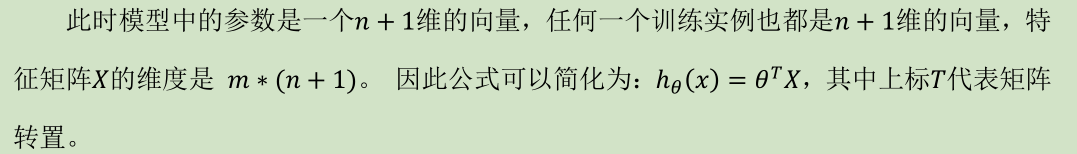 此时模型中的参数是一个𝑛 + 1维的向量，任何一个训练实例也都是𝑛 + 1维的向量，特
征矩阵𝑋的维度是 𝑚 ∗ (𝑛 + 1)。 因此公式可以简化为：ℎ_𝜃(𝑥) = 𝜃^𝑇𝑋，其中上标𝑇代表矩阵
转置。